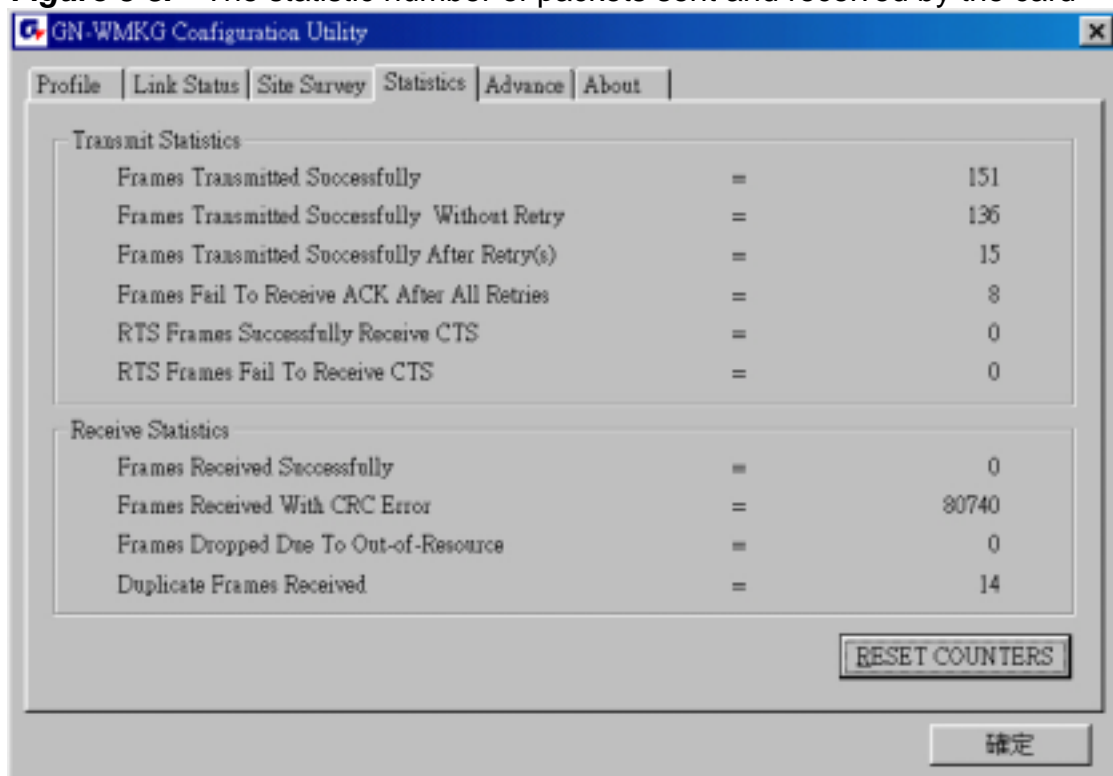 The statistic number of packets sent and received by the card
GN-WMKG Configuration Utility
Profile Link Status Site Survey Statistics Advance About
Transmit Statistics
Frames Transmitted Successfully = 151
Frames Transmitted Successfully Without Retry = 136
Frames Transmitted Successfully After Retry(s) = 15
Frames Fail To Receive ACK After All Retries = 8
RTS Frames Successfully Receive CTS = 0
RTS Frames Fail To Receive CTS = 0
Receive Statistics
Frames Received Successfully = 0
Frames Received With CRC Error = 80740
Frames Dropped Due To Out-of-Resource = 0
Duplicate Frames Received = 14
RESET COUNTERS
確定